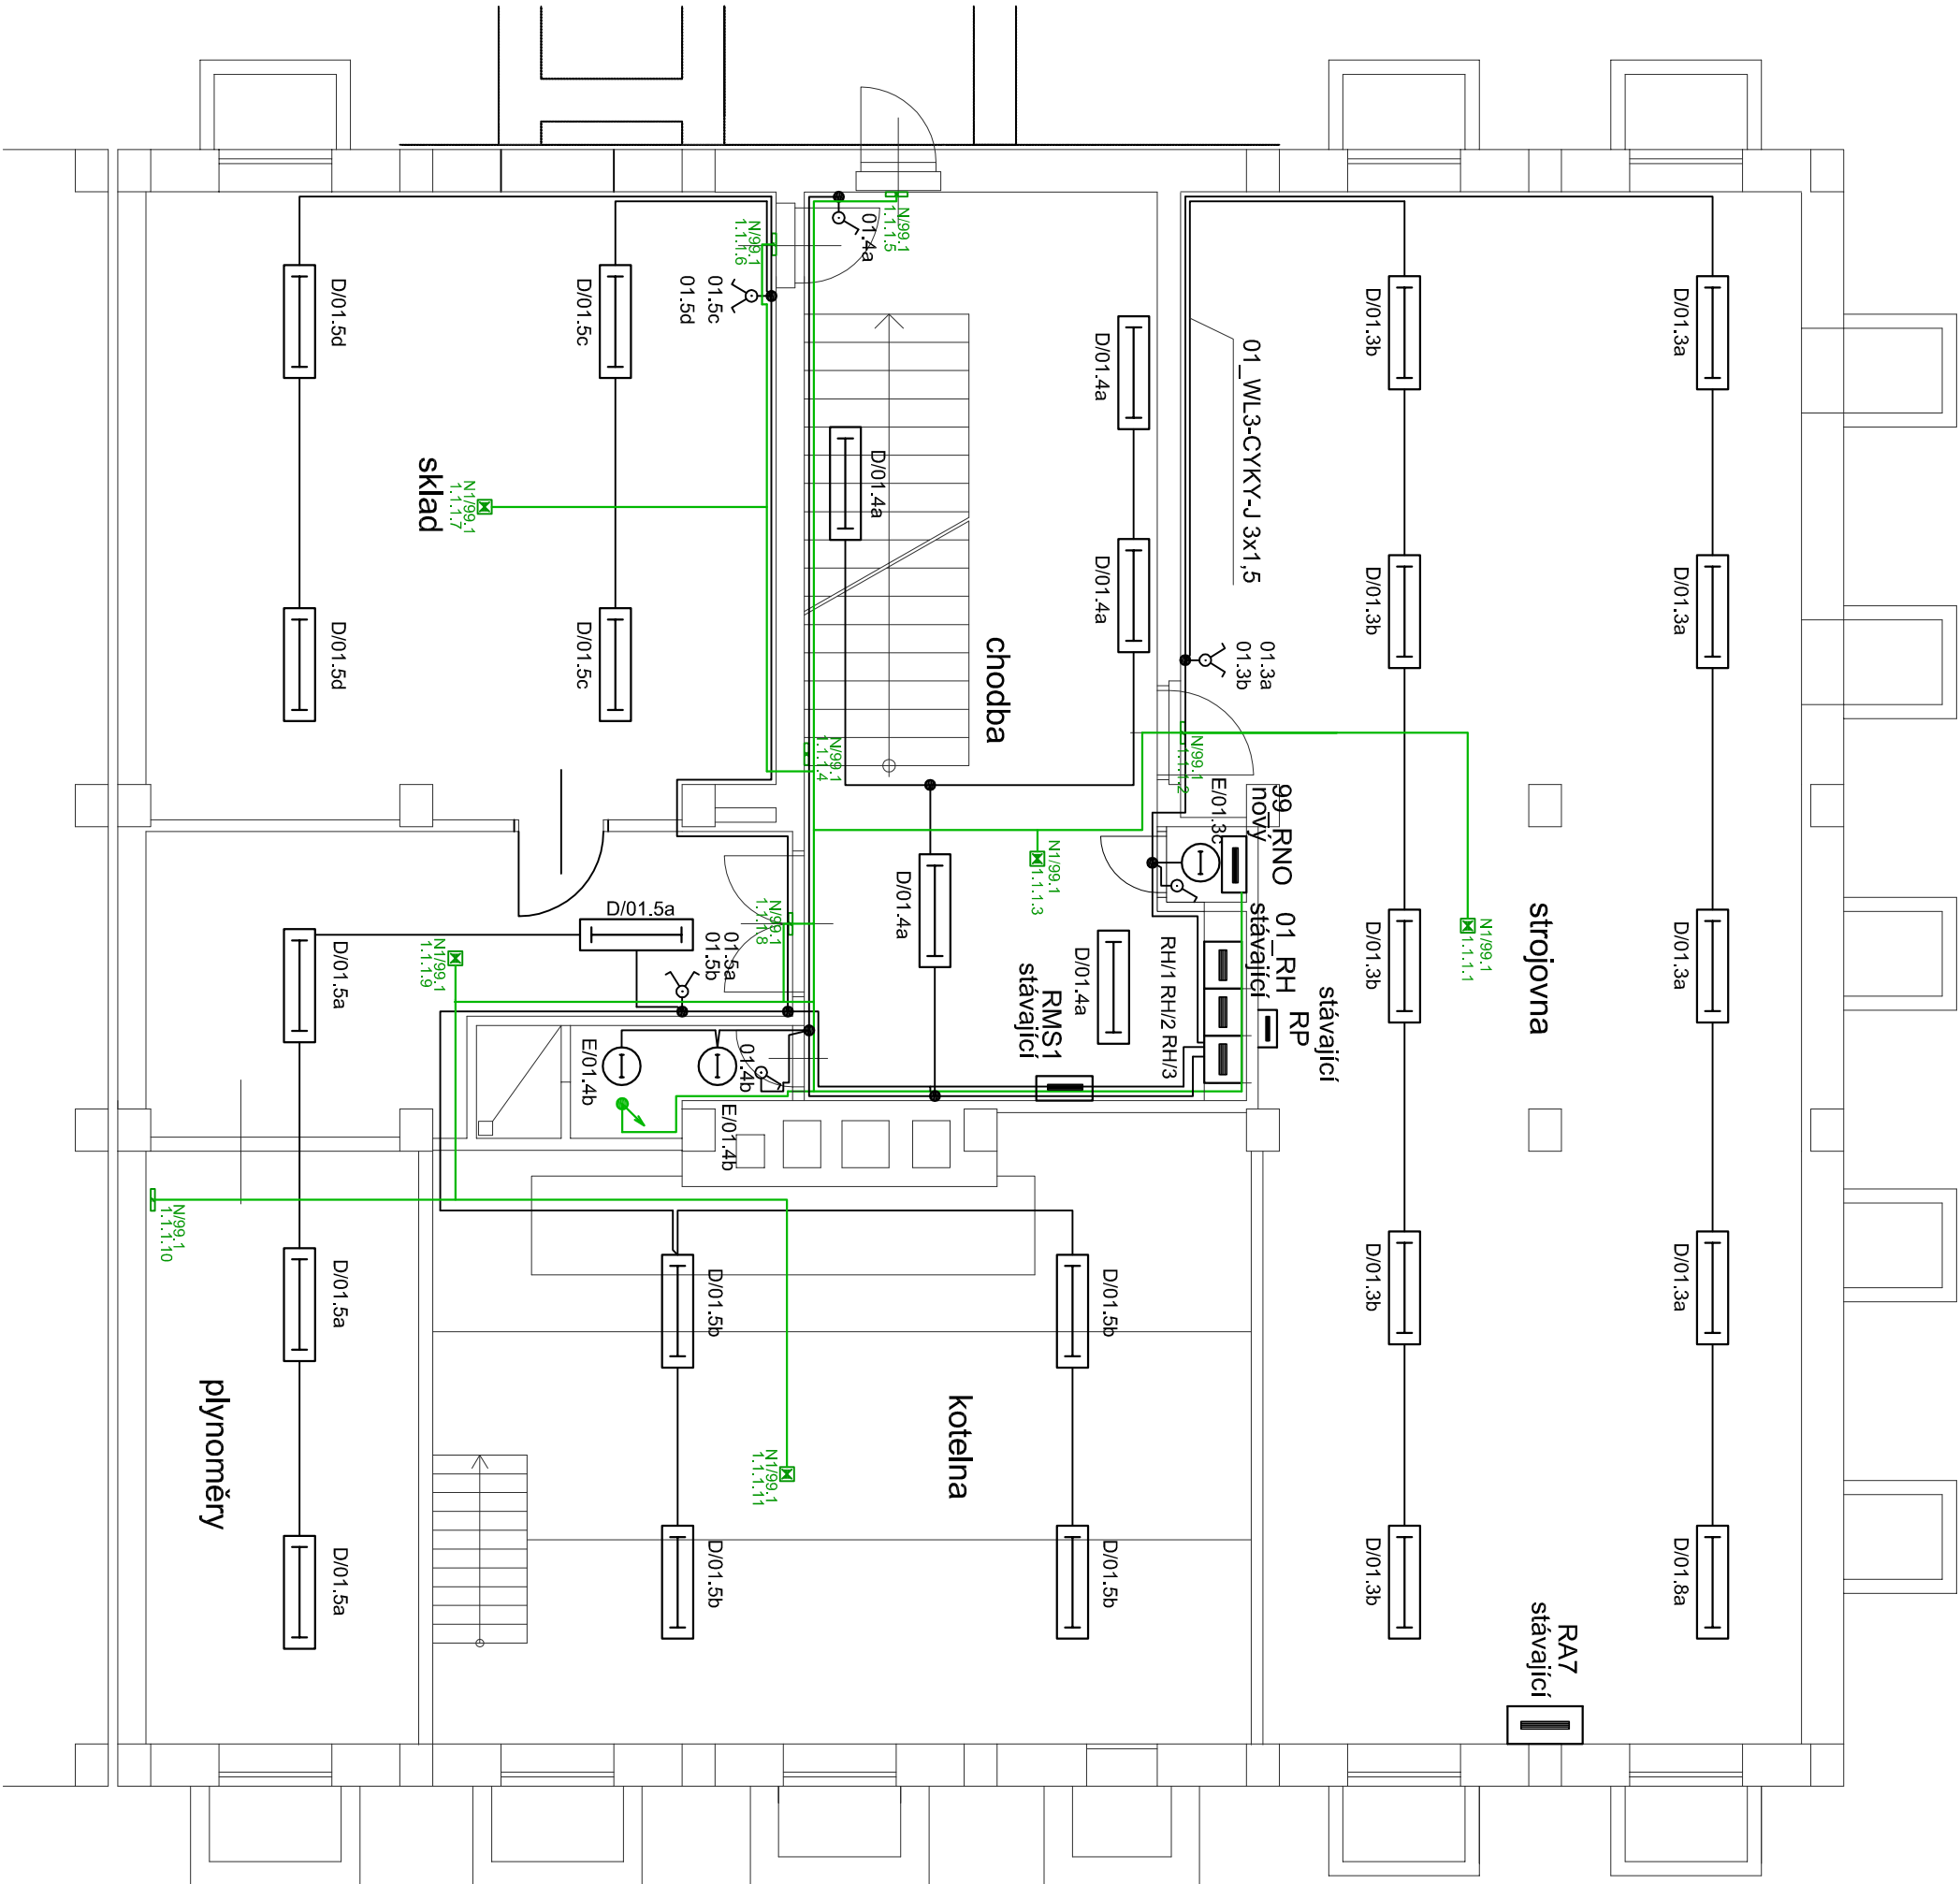 D/01.5d
D/01.5c
01.5c
01.5d
N/99.1
1.1.1.6
01.4a
N/99.1
1.1.1.5
D/01.4a
D/01.4a
01_WL3-CYKY-J 3x1,5
D/01.3b
D/01.3a
sklad
N1/99.1
1.1.1.7
D/01.5d
D/01.5c
chodba
D/01.4a
01.3a
01.3b
D/01.3b
D/01.3a
N/99.1
1.1.1.4
N/99.1
1.1.1.2
E/01.3c
99_RNO
nový
N1/99.1
1.1.1.3
D/01.4a
D/01.5a
01.5a
01.5b
N/99.1
1.1.1.8
D/01.5a
N1/99.1
1.1.1.9
D/01.4a
RMS1
stávající
01_RH
stávající
RH/1 RH/2 RH/3
RP
stávající
N1/99.1
1.1.1.1
strojovna
D/01.3b
D/01.3a
E/01.4b
01.4b
E/01.4b
N/99.1
1.1.1.10
D/01.5a
D/01.5b
D/01.5b
D/01.3b
D/01.3a
plynoměry
kotelna
N1/99.1
1.1.1.11
D/01.5a
D/01.5b
D/01.5b
D/01.3b
D/01.8a
RA7
stávající